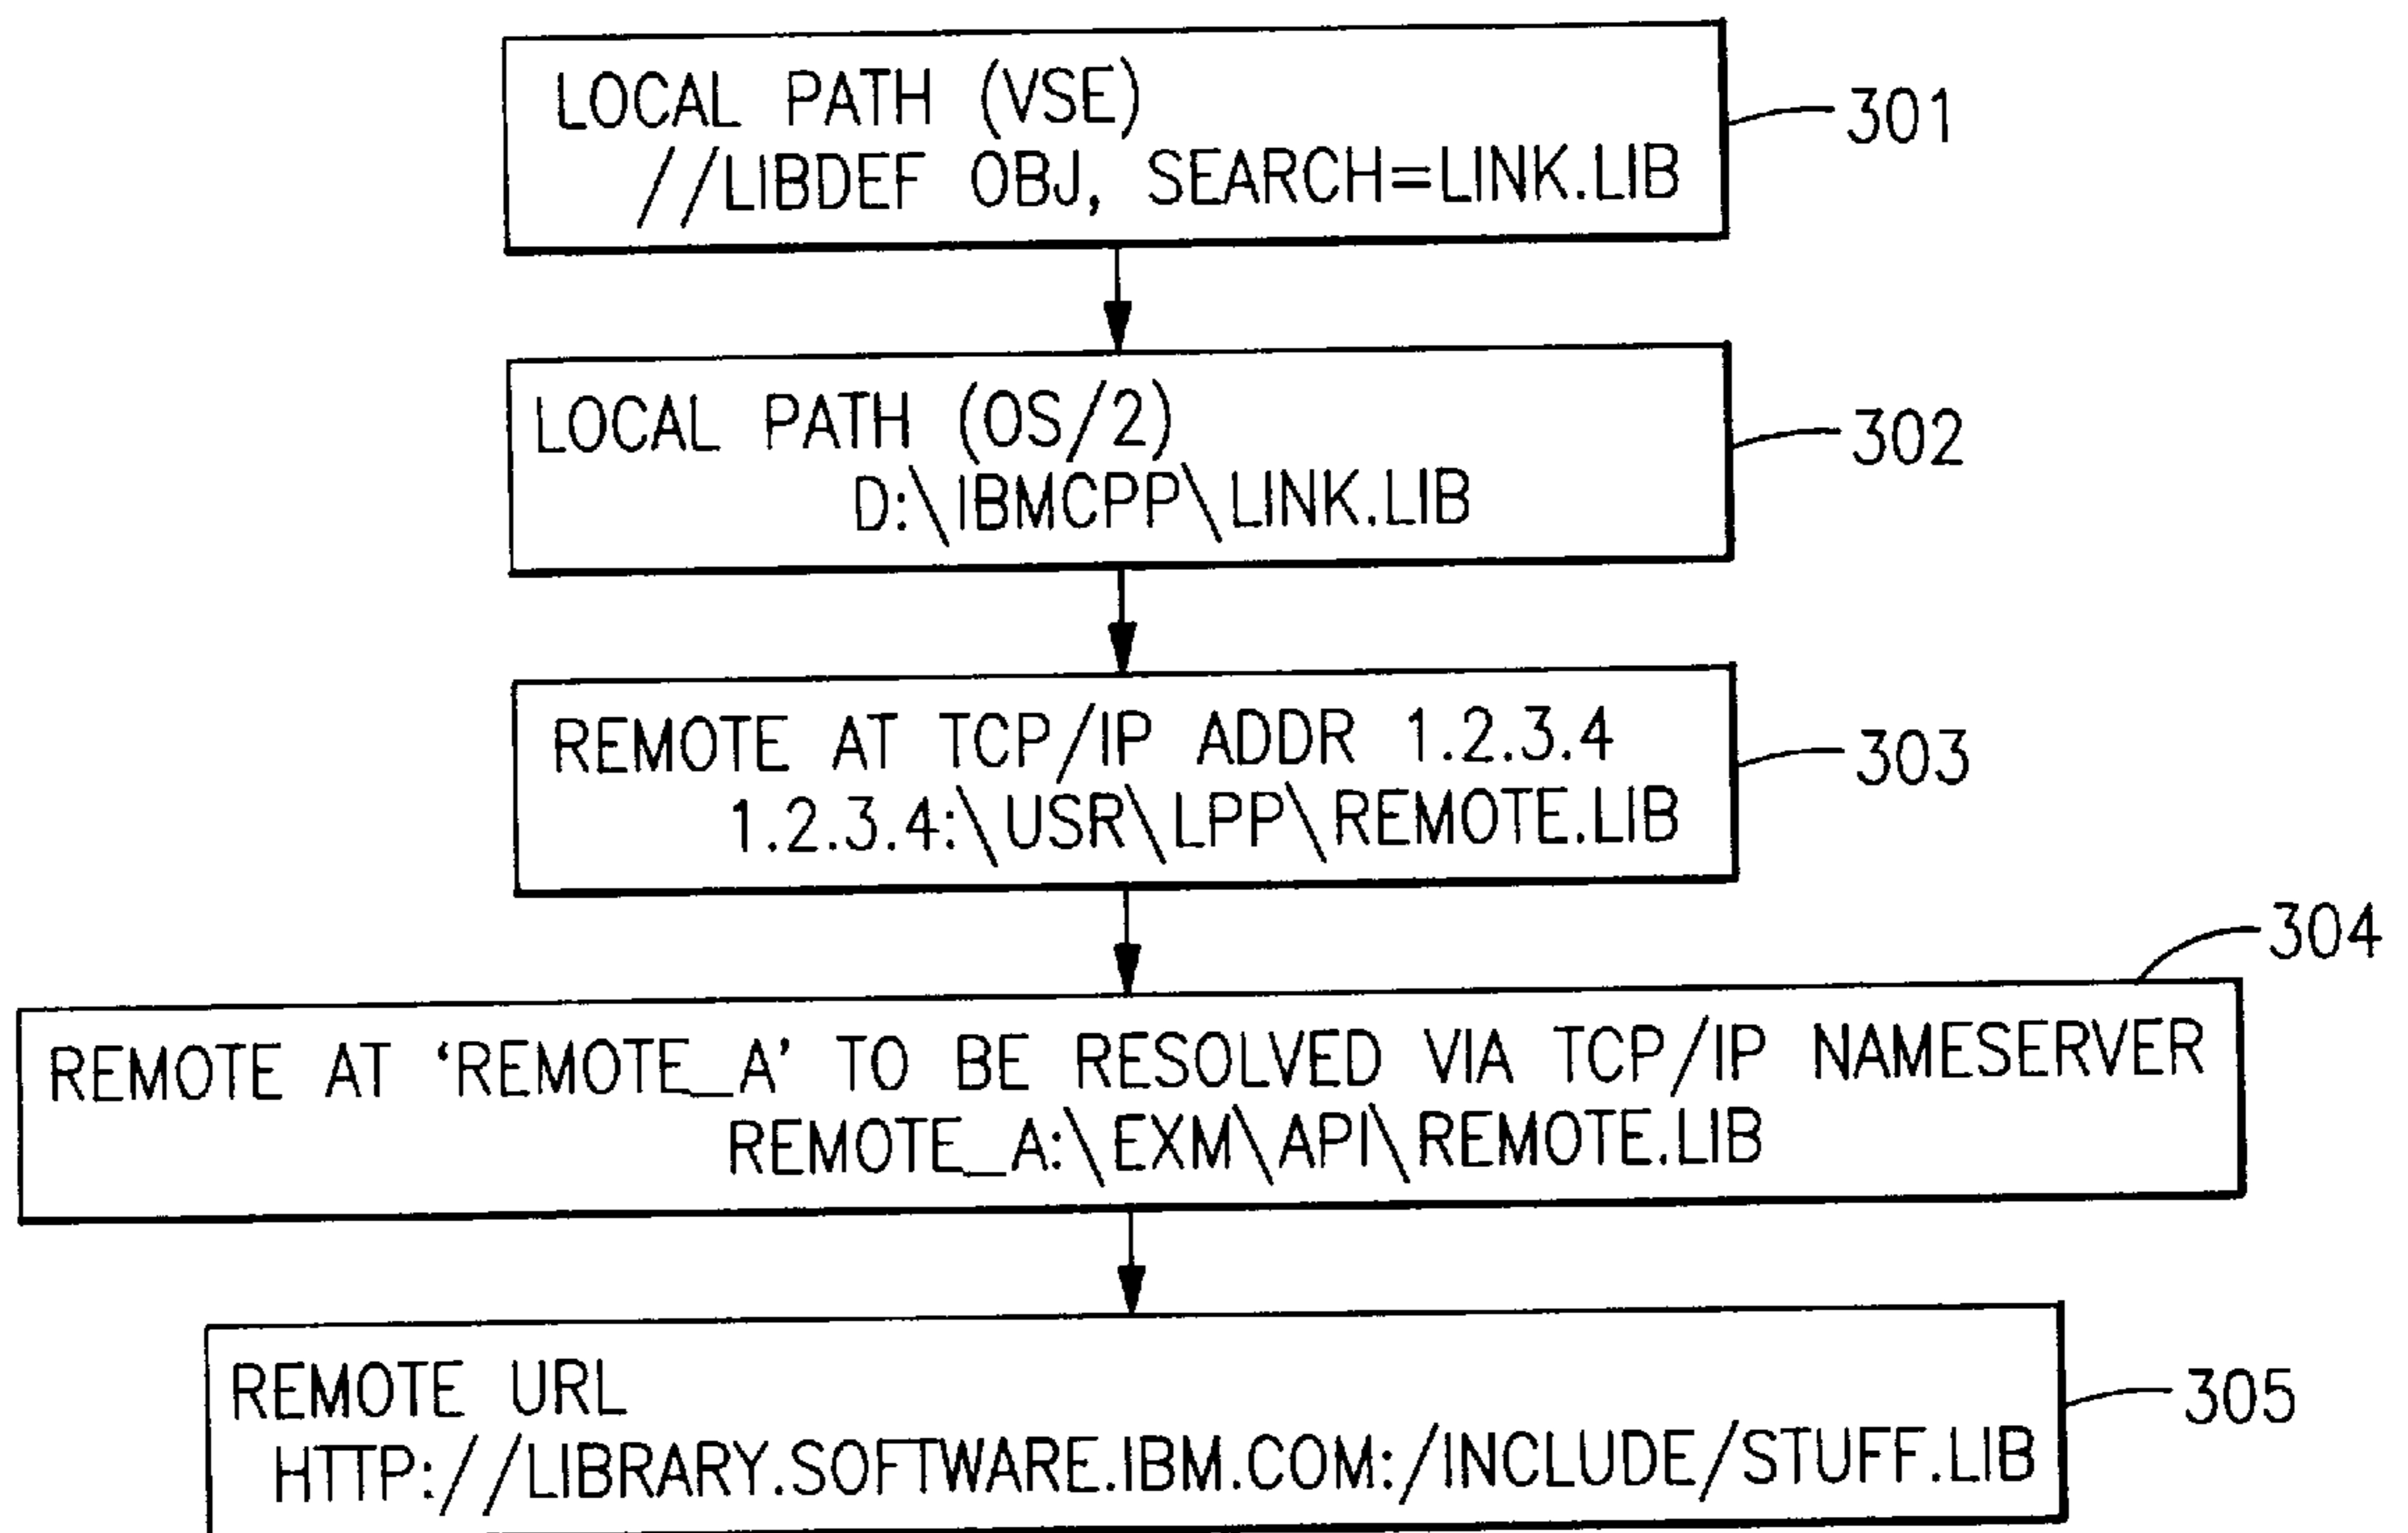 LOCAL PATH (VSE)
//LIBDEF OBJ, SEARCH=LINK.LIB
301
LOCAL PATH (OS/2)
D:\IBMCPP\LINK.LIB
302
REMOTE AT TCP/IP ADDR 1.2.3.4
1.2.3.4:\USR\LPP\REMOTE.LIB
303
304
REMOTE AT ‘REMOTE_A’ TO BE RESOLVED VIA TCP/IP NAMESERVER
REMOTE_A:\EXM\API\REMOTE.LIB
REMOTE URL
HTTP://LIBRARY.SOFTWARE.IBM.COM:/INCLUDE/STUFF.LIB
305